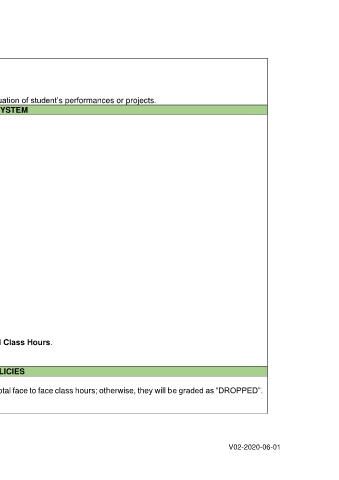 uation of student's performances or projects.
YSTEM
l Class Hours.
LICIES
otal face to face class hours; otherwise, they will be graded as "DROPPED".
V02-2020-06-01